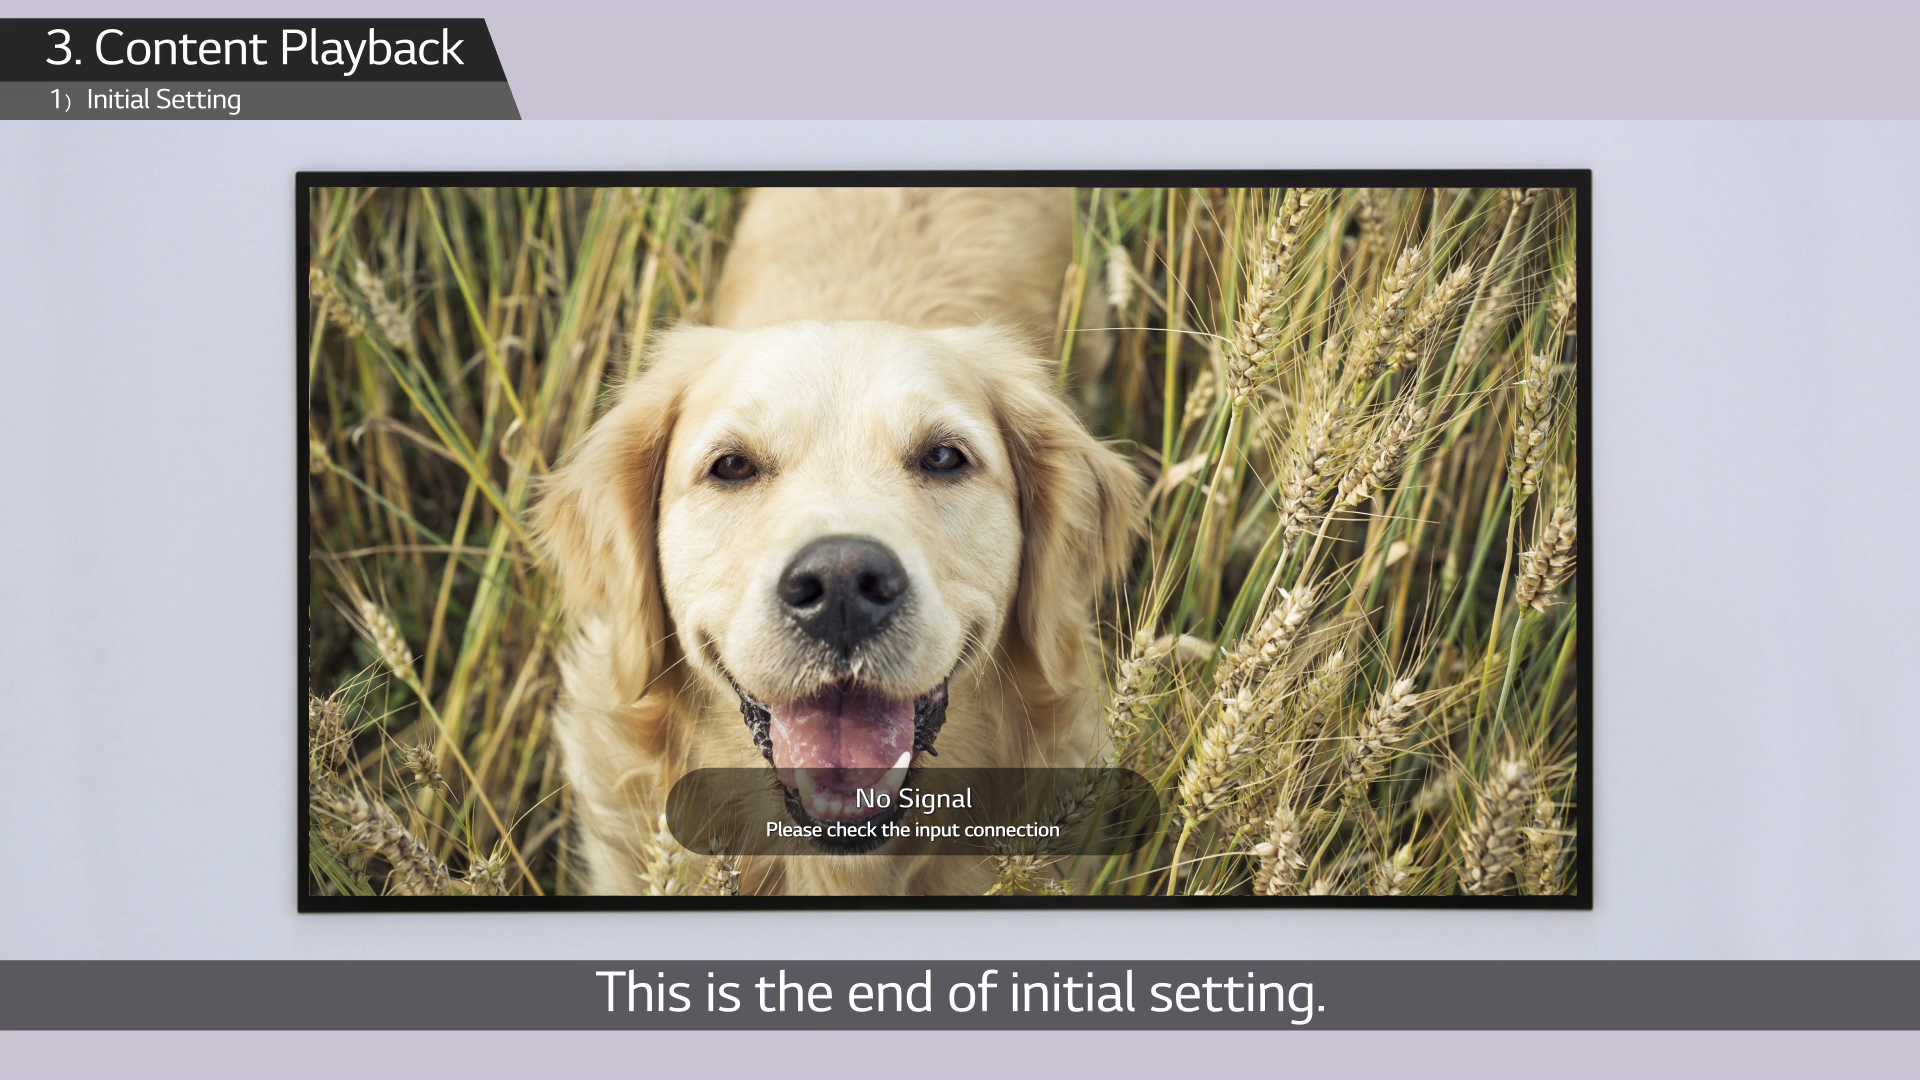 3. Content Playback
1) Initial Setting
No Signal
Please check the input connection
This is the end of initial setting.